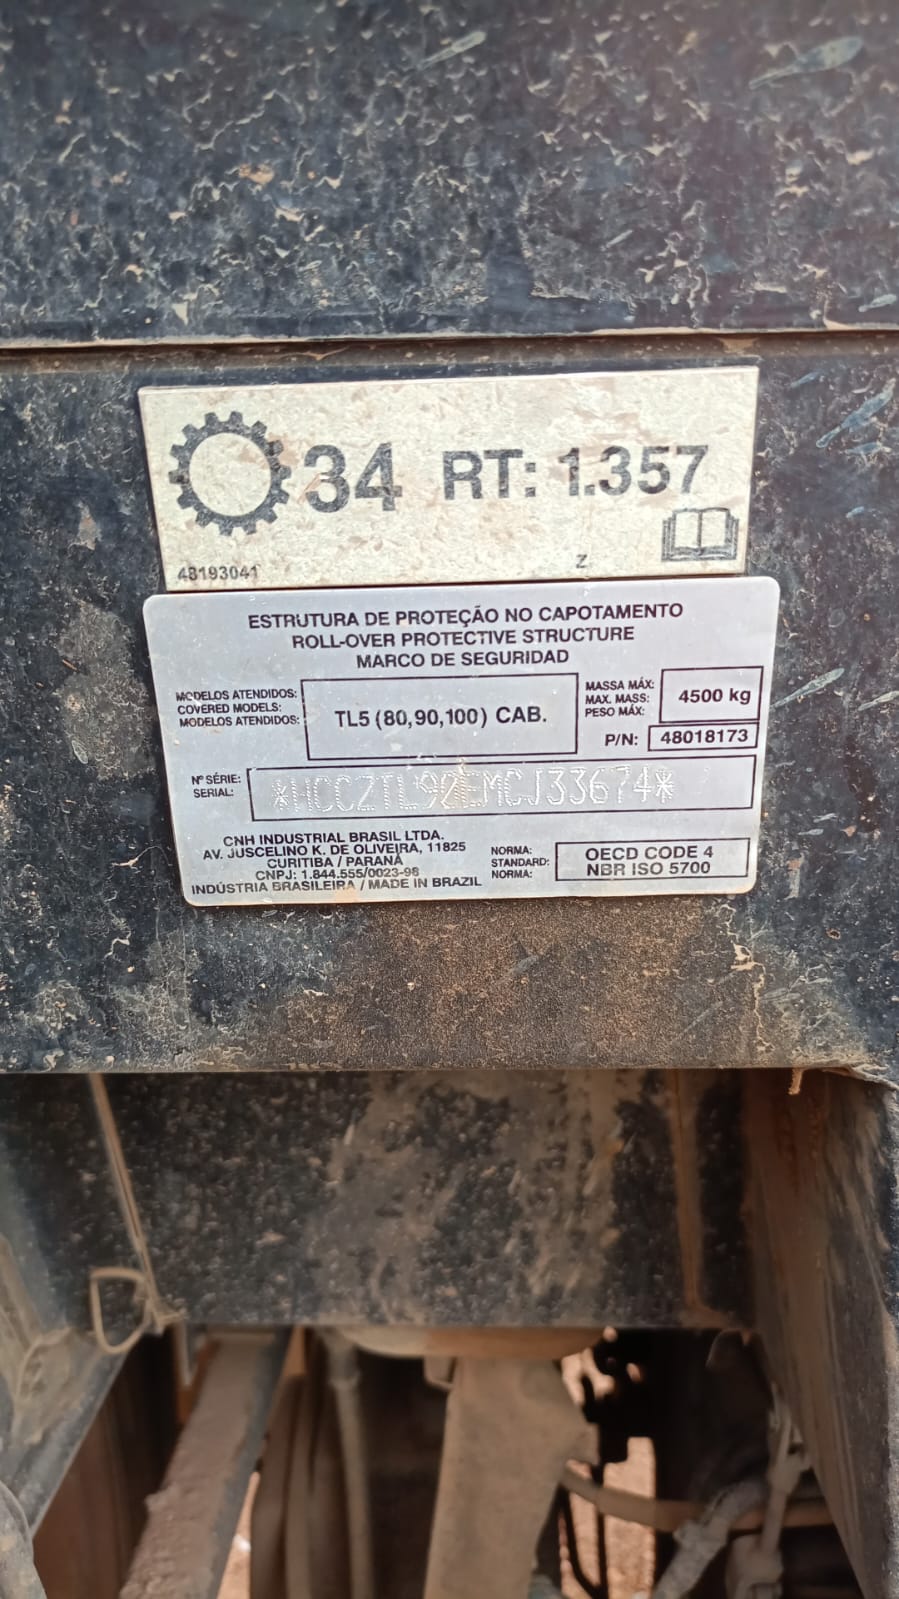 34 RT: 1.357
48193041
Z
ESTRUTURA DE PROTEÇÃO NO CAPOTAMENTO
ROLL-OVER PROTECTIVE STRUCTURE
MARCO DE SEGURIDAD
MODELOS ATENDIDOS:
COVERED MODELS:
MODELOS ATENDIDOS:
TL5 (80,90,100) CAB.
MASSA MÁX:
MAX. MASS:
PESO MÁX:
4500 kg
P/N: 48018173
Nº SÉRIE:
SERIAL:
*HCCZTL92EMCJ33674*
CNH INDUSTRIAL BRASIL LTDA.
AV. JUSCELINO K. DE OLIVEIRA, 11825
CURITIBA / PARANÁ
CNPJ: 1.844.555/0023-98
INDÚSTRIA BRASILEIRA / MADE IN BRAZIL
NORMA:
STANDARD:
NORMA:
OECD CODE 4
NBR ISO 5700